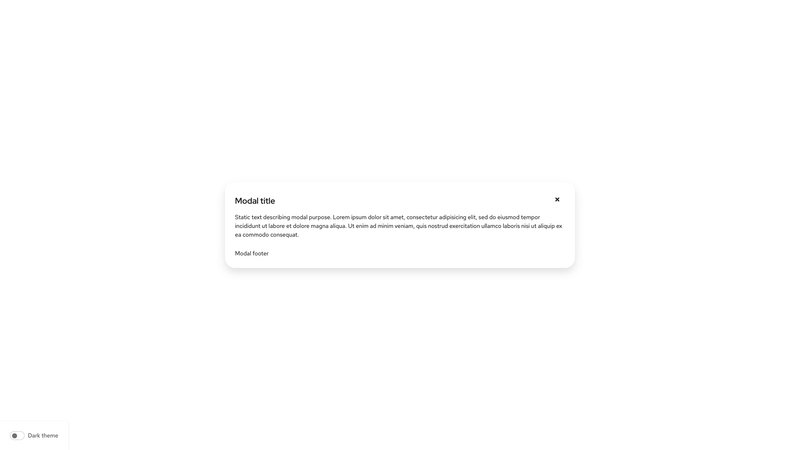 Modal title
Static text describing modal purpose. Lorem ipsum dolor sit amet, consectetur adipisicing elit, sed do eiusmod tempor
incididunt ut labore et dolore magna aliqua. Ut enim ad minim veniam, quis nostrud exercitation ullamco laboris nisi ut aliquip ex
ea commodo consequat.
Modal footer
Dark theme